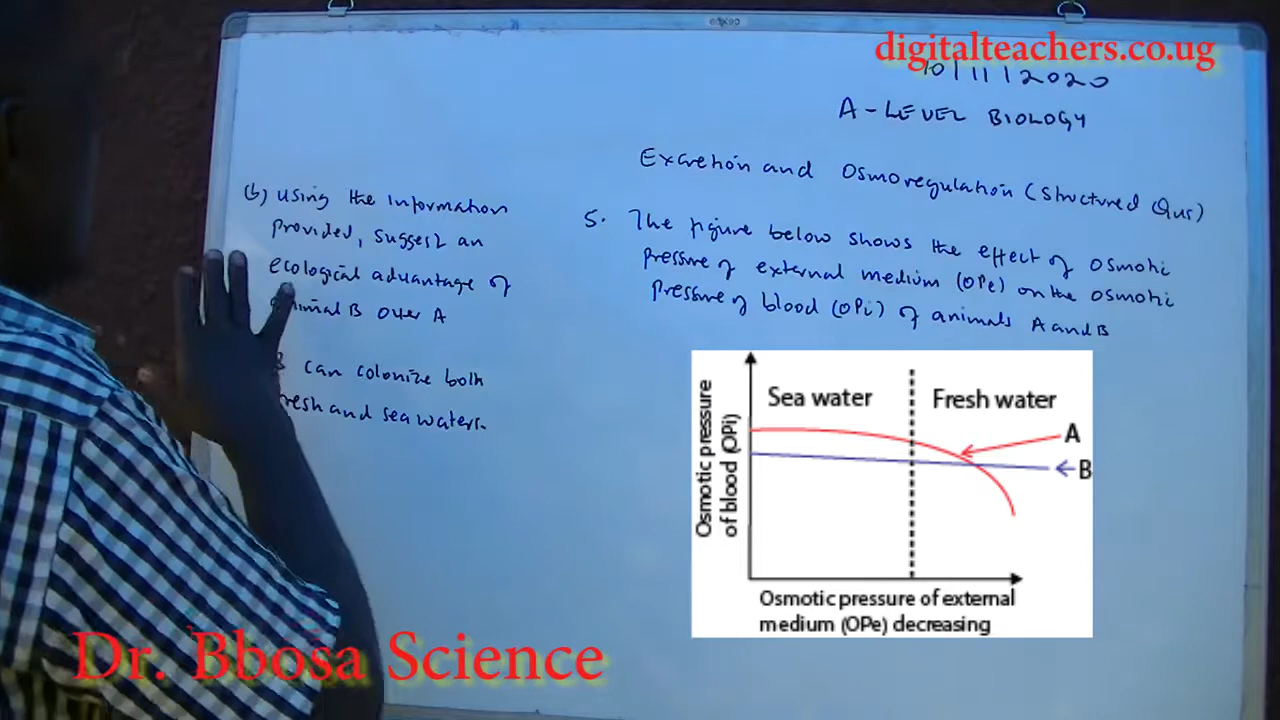 digitalteachers.co.ug
10/11/2020
A-LEVEL BIOLOGY
Excretion and Osmoregulation (Structured Qns)
5. The figure below shows the effect of osmotic
pressure of external medium (OPe) on the osmotic
pressure of blood (OPi) of animals A and B
Sea water
Fresh water
A
B
Osmotic pressure
of blood (OPi)
Osmotic pressure of external
medium (OPe) decreasing
(b) Using the information
provided, suggest an
ecological advantage of
animal B over A
B can colonize both
fresh and sea waters.
Dr. Bbosa Science